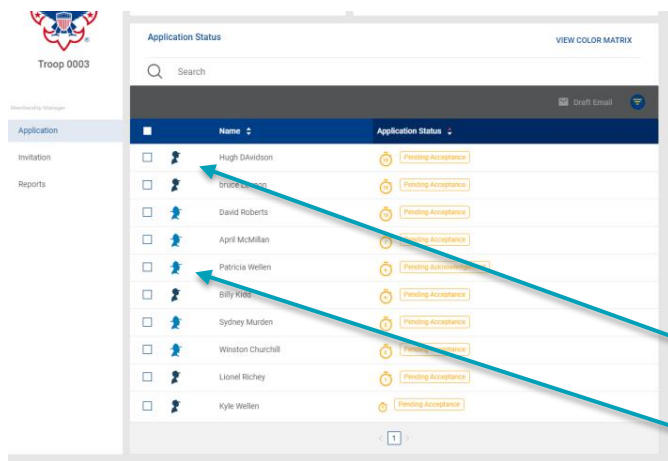 Troop 0003
Membership Manager
Application
Invitation
Reports
Application Status
VIEW COLOR MATRIX
Search
Draft Email
Name
Application Status
Hugh DAvidson
Pending Acceptance
bruce
David Roberts
Pending Acceptance
April McMillan
Pending Acceptance
Patricia Wellen
Pending Acknowledgement
Billy Kidd
Pending Acceptance
Sydney Murden
Pending Acceptance
Winston Churchill
Pending Acceptance
Lionel Richey
Pending Acceptance
Kyle Wellen
Pending Acceptance
< 1 >